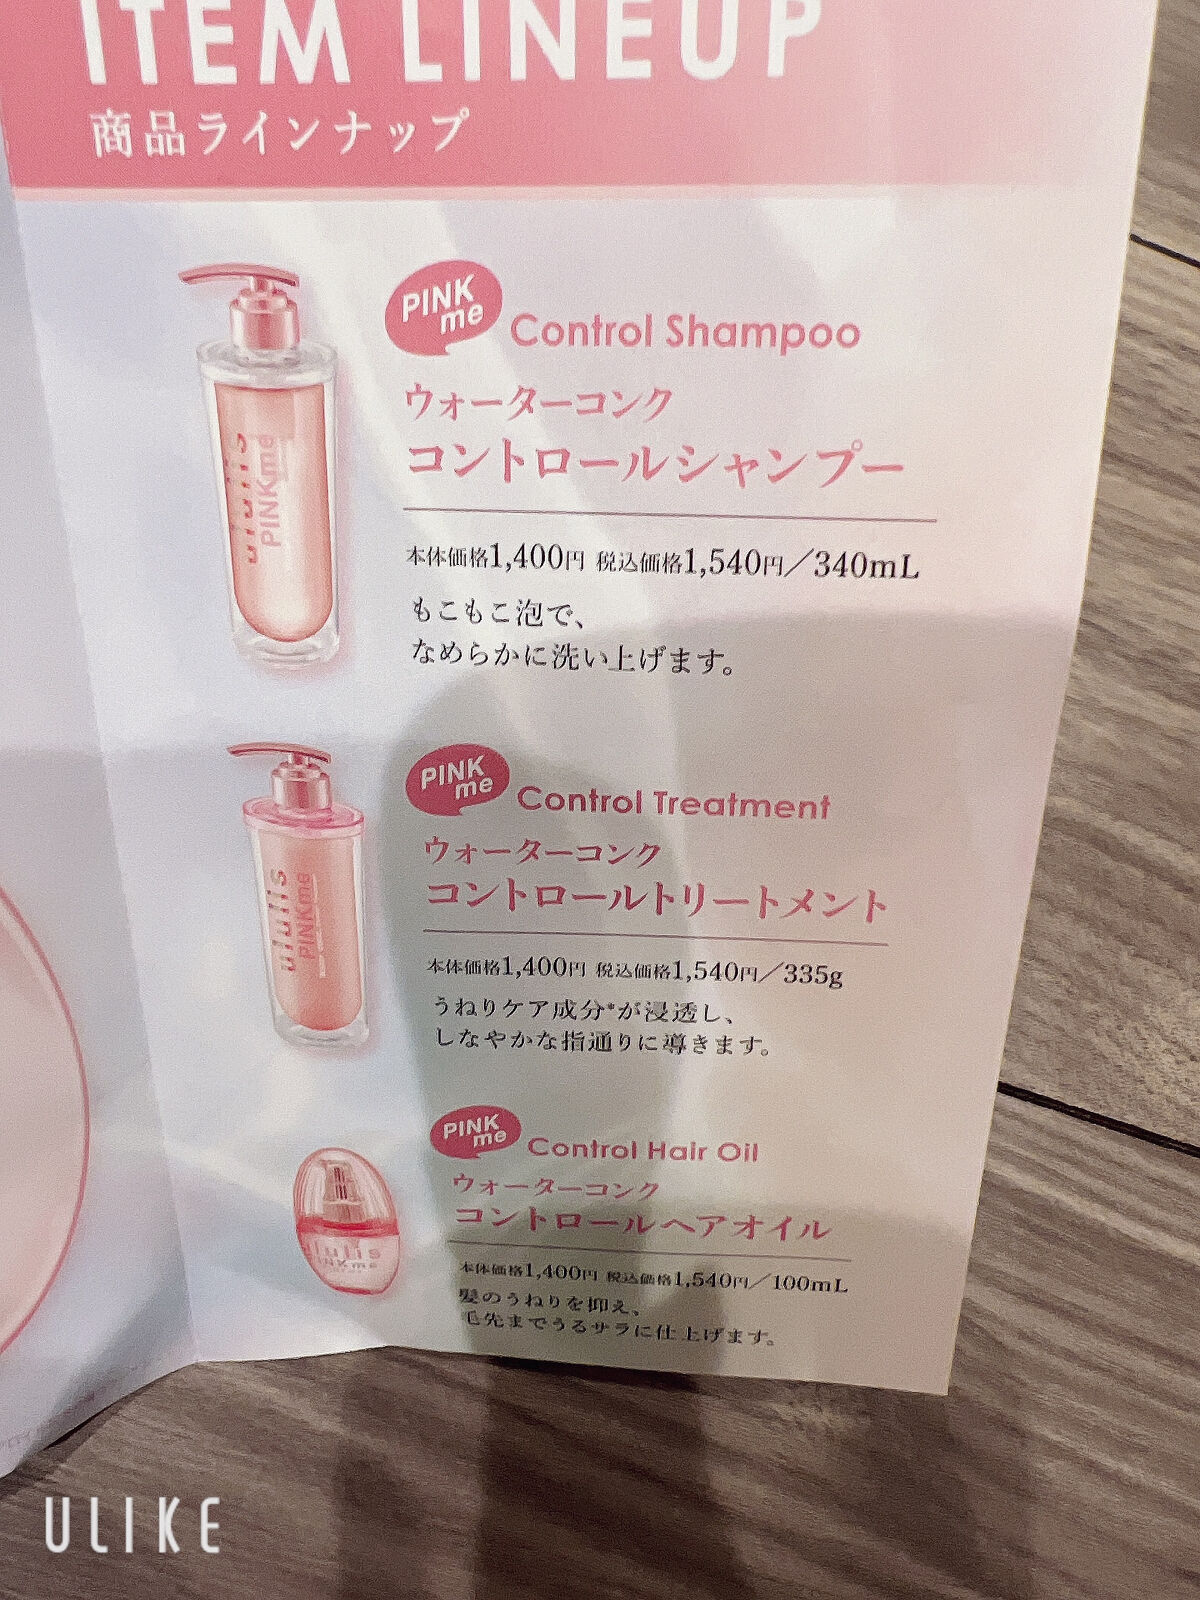 ITEM LINEUP
商品ラインナップ
PINK
me
Control Shampoo
ウォーターコンク
コントロールシャンプー
本体価格1,400円 税込価格1,540円／340mL
もこもこ泡で、
なめらかに洗い上げます。
ululis
PINKme
PINK
me
Control Treatment
ウォーターコンク
コントロールトリートメント
本体価格1,400円 税込価格1,540円／335g
うねりケア成分*が浸透し、
しなやかな指通りに導きます。
ululis
PINKme
PINK
me
Control Hair Oil
ウォーターコンク
コントロールヘアオイル
本体価格1,400円 税込価格1,540円／100mL
髪のうねりを抑え、
毛先までうるサラに仕上げます。
ululis
PINKme
ULIKE